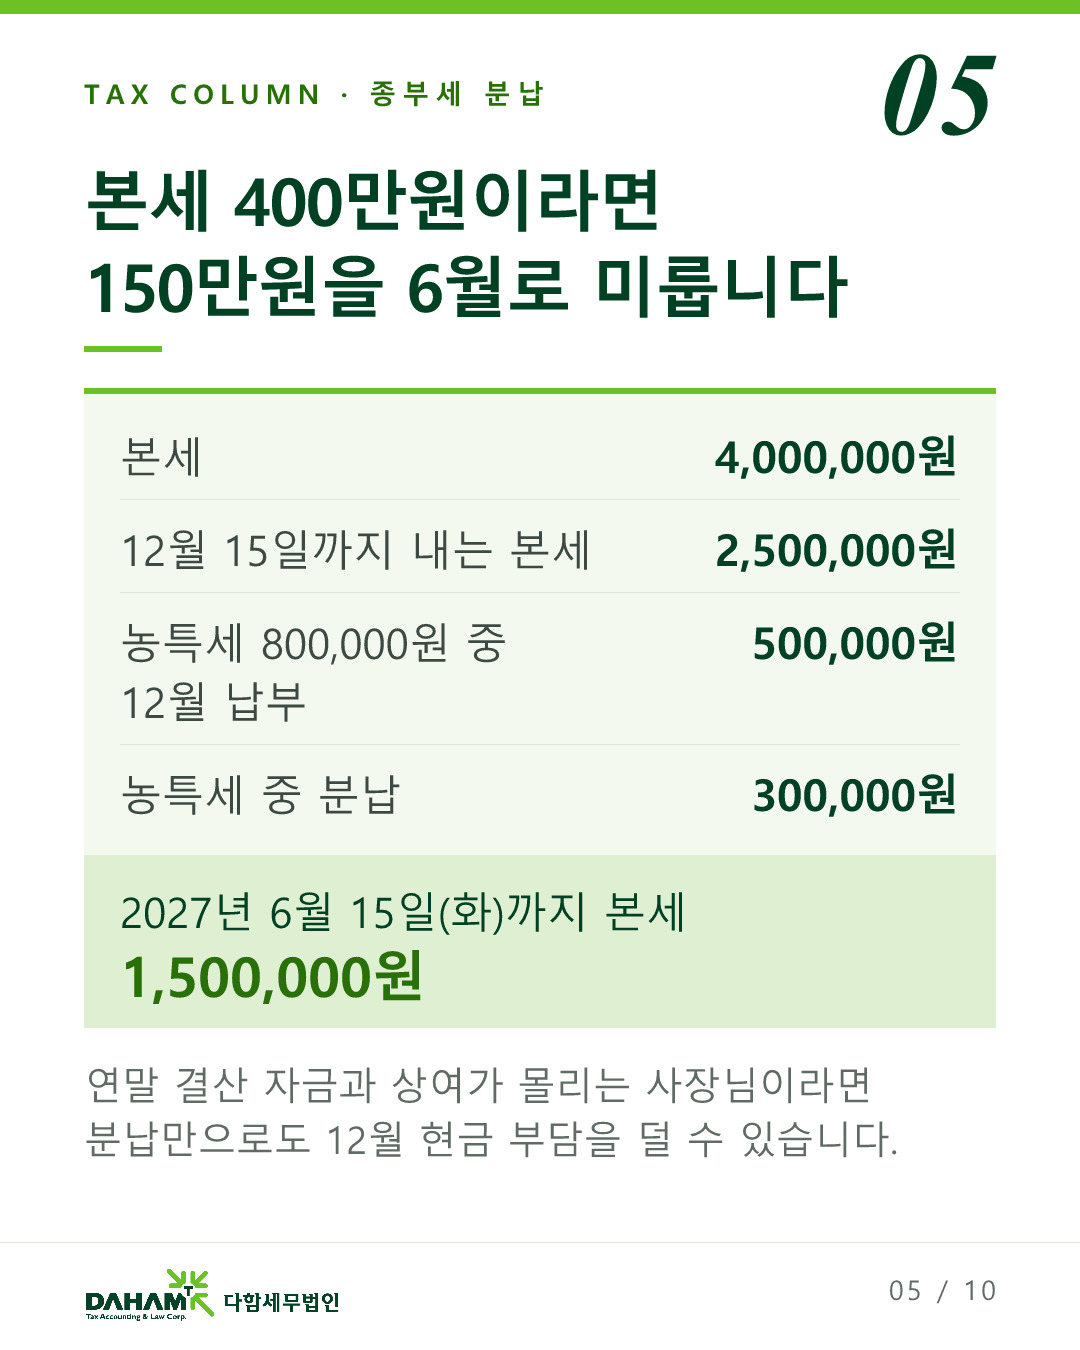 TAX COLUMN · 종부세 분납
05
본세 400만원이라면
150만원을 6월로 미룹니다
본세 4,000,000원
12월 15일까지 내는 본세 2,500,000원
농특세 800,000원 중 500,000원
12월 납부
농특세 중 분납 300,000원
2027년 6월 15일(화)까지 본세
1,500,000원
연말 결산 자금과 상여가 몰리는 사장님이라면
분납만으로도 12월 현금 부담을 덜 수 있습니다.
DAHAM T 다함세무법인
Tax Accounting & Law Corp.
05 / 10